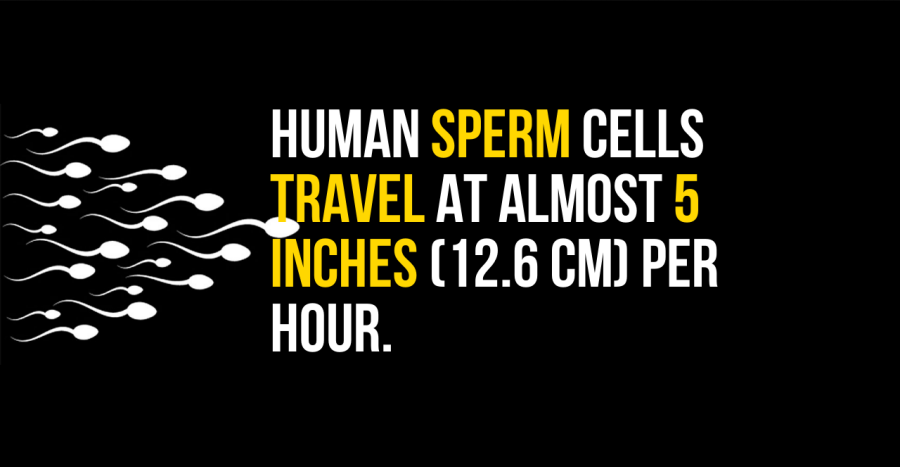 HUMAN SPERM CELLS
TRAVEL AT ALMOST 5
INCHES (12.6 CM) PER
HOUR.